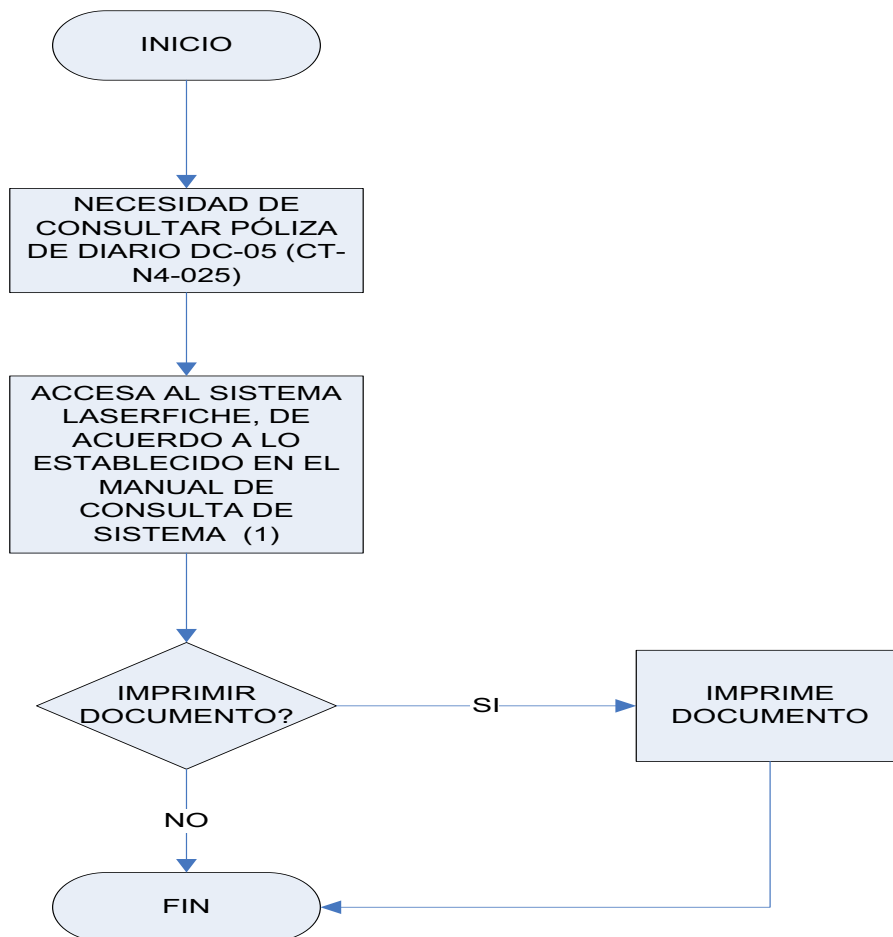 INICIO
NECESIDAD DE
CONSULTAR PÓLIZA
DE DIARIO DC-05 (CT-
N4-025)
ACCESA AL SISTEMA
LASERFICHE, DE
ACUERDO A LO
ESTABLECIDO EN EL
MANUAL DE
CONSULTA DE
SISTEMA (1)
IMPRIMIR
DOCUMENTO?
SI
IMPRIME
DOCUMENTO
NO
FIN